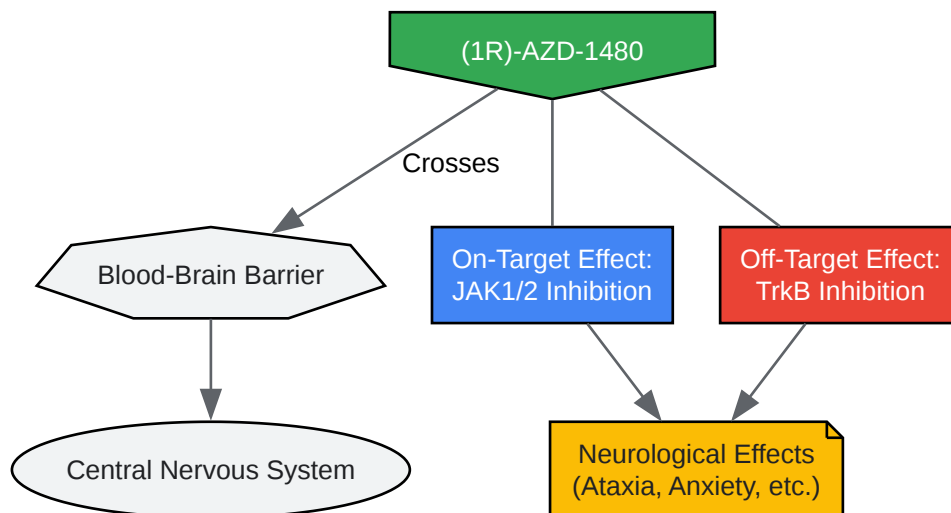 (1R)-AZD-1480
Crosses
Blood-Brain Barrier
On-Target Effect:
JAK1/2 Inhibition
Off-Target Effect:
TrkB Inhibition
Central Nervous System
Neurological Effects
(Ataxia, Anxiety, etc.)